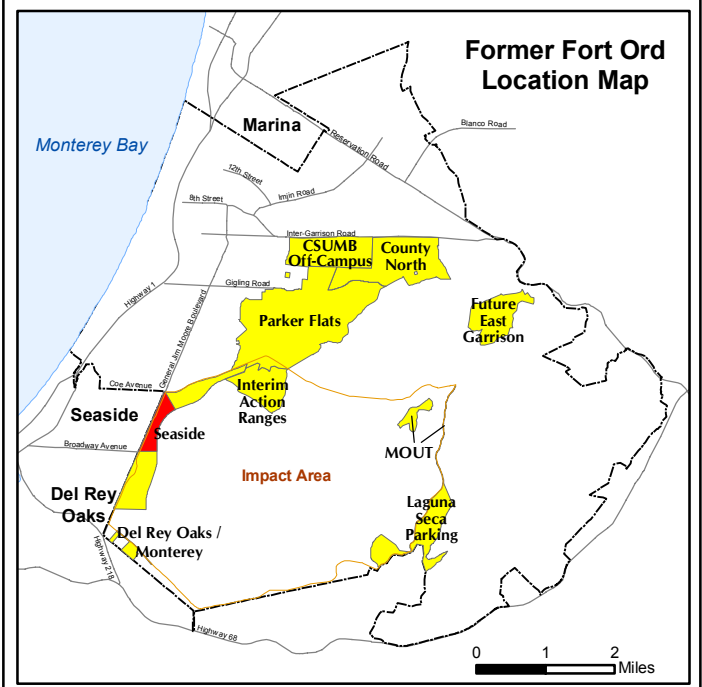 Former Fort Ord
Location Map
Marina
Monterey Bay
Blanco Road
Reservation Road
12th Street
Imjin Road
8th Street
Inter-Garrison Road
CSUMB
Off-Campus
County
North
Gigling Road
Highway 1
General Jim Moore Boulevard
Parker Flats
Future
East
Garrison
Coe Avenue
Interim
Action
Ranges
Seaside
Seaside
Broadway Avenue
MOUT
Impact Area
Del Rey
Oaks
Laguna
Seca
Parking
Del Rey Oaks /
Monterey
Highway 218
Highway 68
0 1 2
Miles